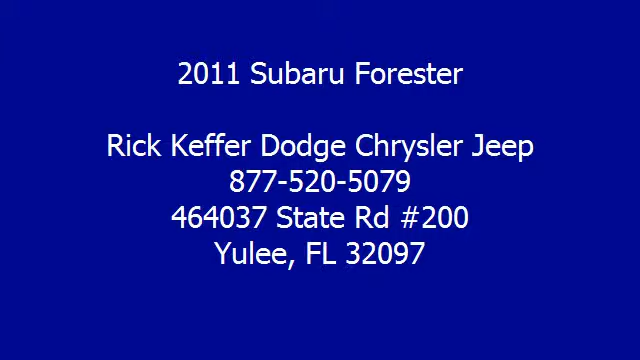 2011 Subaru Forester
Rick Keffer Dodge Chrysler Jeep
877-520-5079
464037 State Rd #200
Yulee, FL 32097